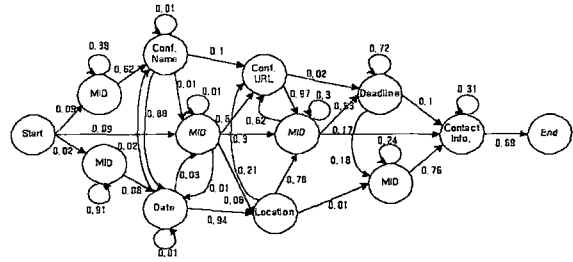 0,01
0,39
Conf. Name
0,1
Conf. URL
0,02
0,72
Deadline
0,62
MID
0,01
0,01
0,97
0,3
0,53
0,1
0,31
0,09
0,88
0,5
0,62
Start
0,09
MID
0,3
MID
0,17
Contact Info.
0,69
End
0,02
MID
0,02
0,24
0,18
0,08
0,03
0,01
0,21
0,78
MID
0,76
0,91
0,08
Date
0,94
Location
0,01
0,01